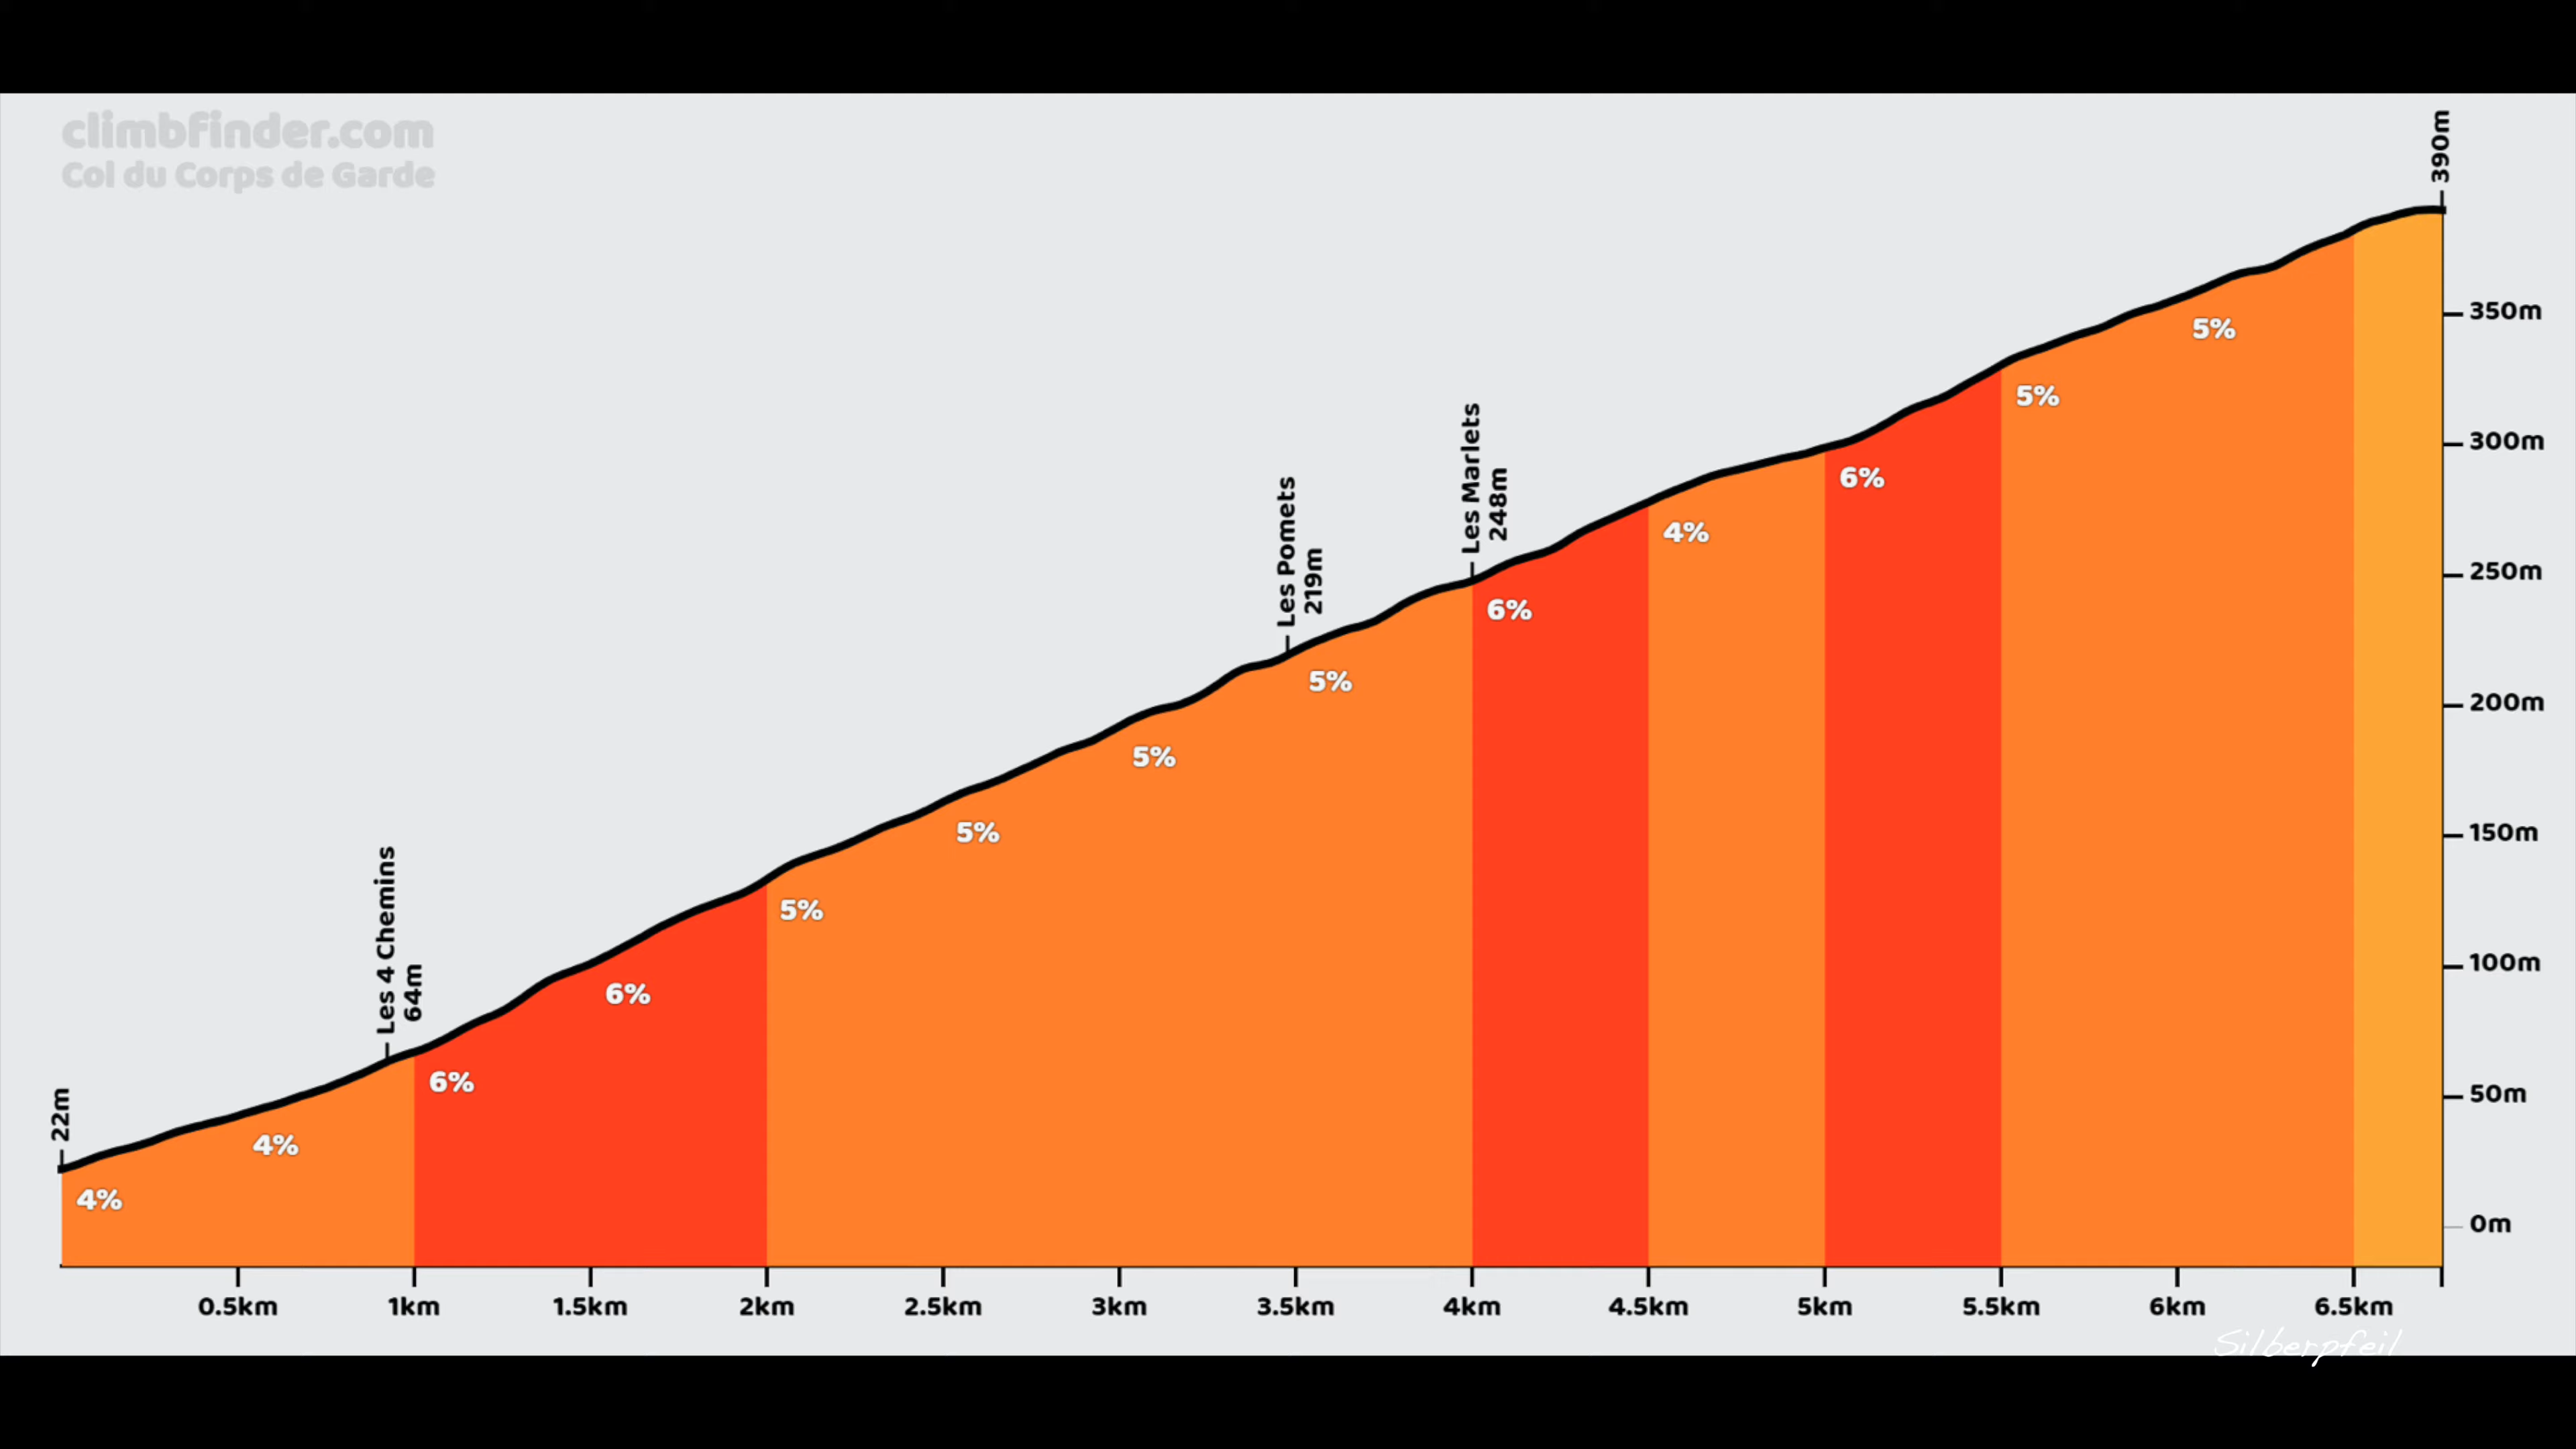 climbfinder.com
Col du Corps de Garde
390m
350m
300m
250m
200m
150m
100m
50m
0m
22m
Les 4 Chemins
64m
Les Pomets
219m
Les Marlets
248m
4%
4%
6%
6%
5%
5%
5%
5%
6%
4%
6%
5%
5%
0.5km
1km
1.5km
2km
2.5km
3km
3.5km
4km
4.5km
5km
5.5km
6km
6.5km
Silberpfeil